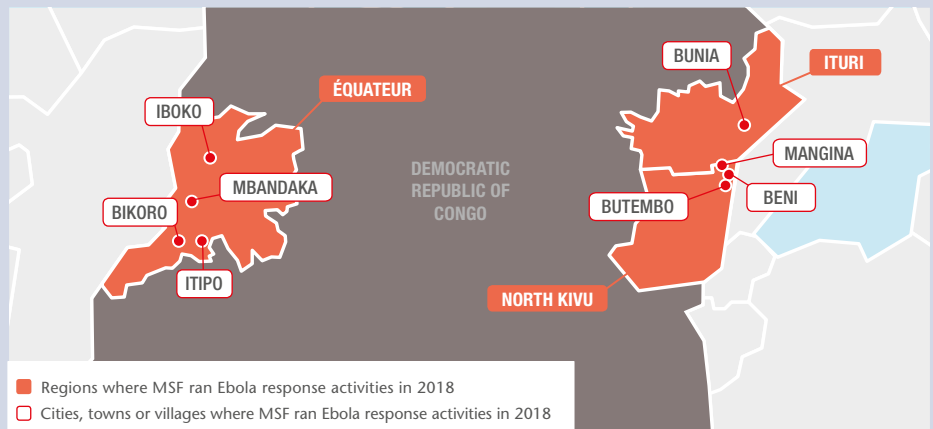 BUNIA
ITURI
ÉQUATEUR
IBOKO
MANGINA
DEMOCRATIC
REPUBLIC OF
CONGO
MBANDAKA
BENI
BUTEMBO
BIKORO
ITIPO
NORTH KIVU
Regions where MSF ran Ebola response activities in 2018
Cities, towns or villages where MSF ran Ebola response activities in 2018